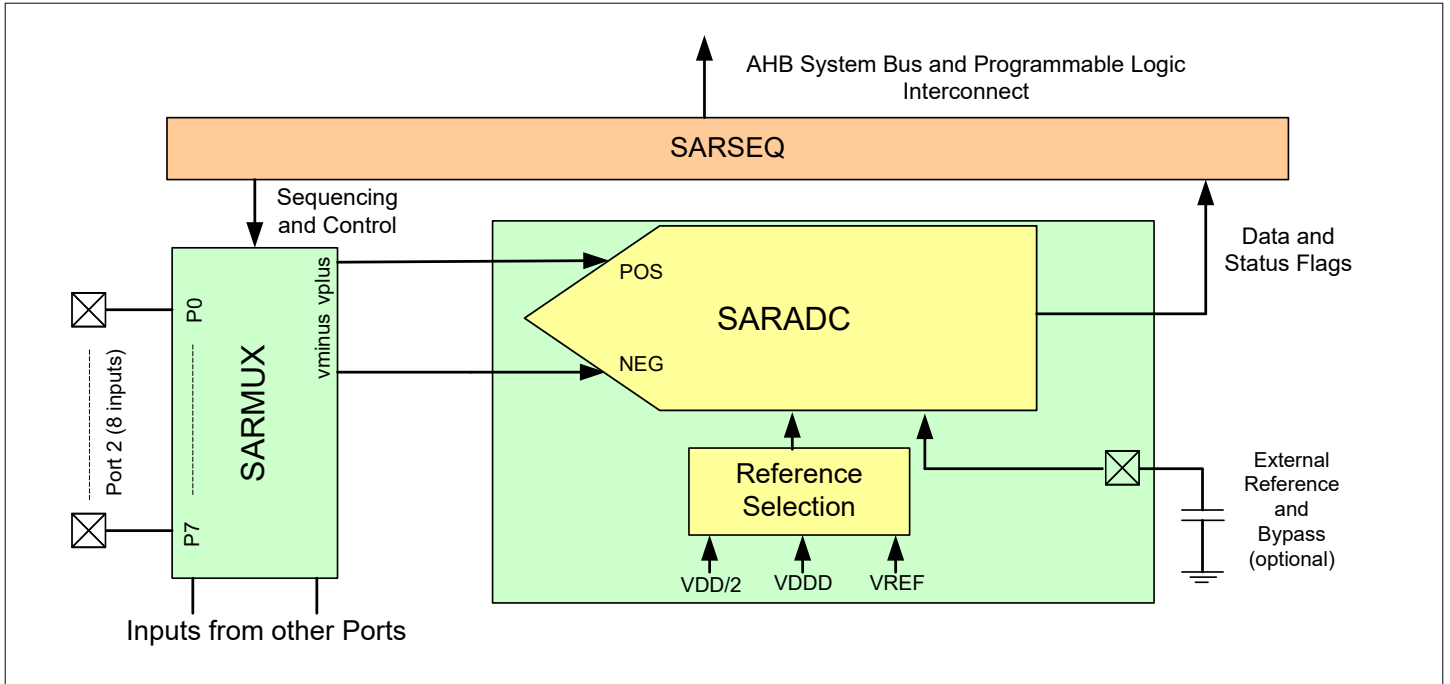 AHB System Bus and Programmable Logic
Interconnect
SARSEQ
Sequencing
and Control
Data and
Status Flags
vminus vplus
POS
P0
SARADC
Port 2 (8 inputs)
SARMUX
NEG
P7
Reference
Selection
External
Reference
and
Bypass
(optional)
VDD/2
VDDD
VREF
Inputs from other Ports